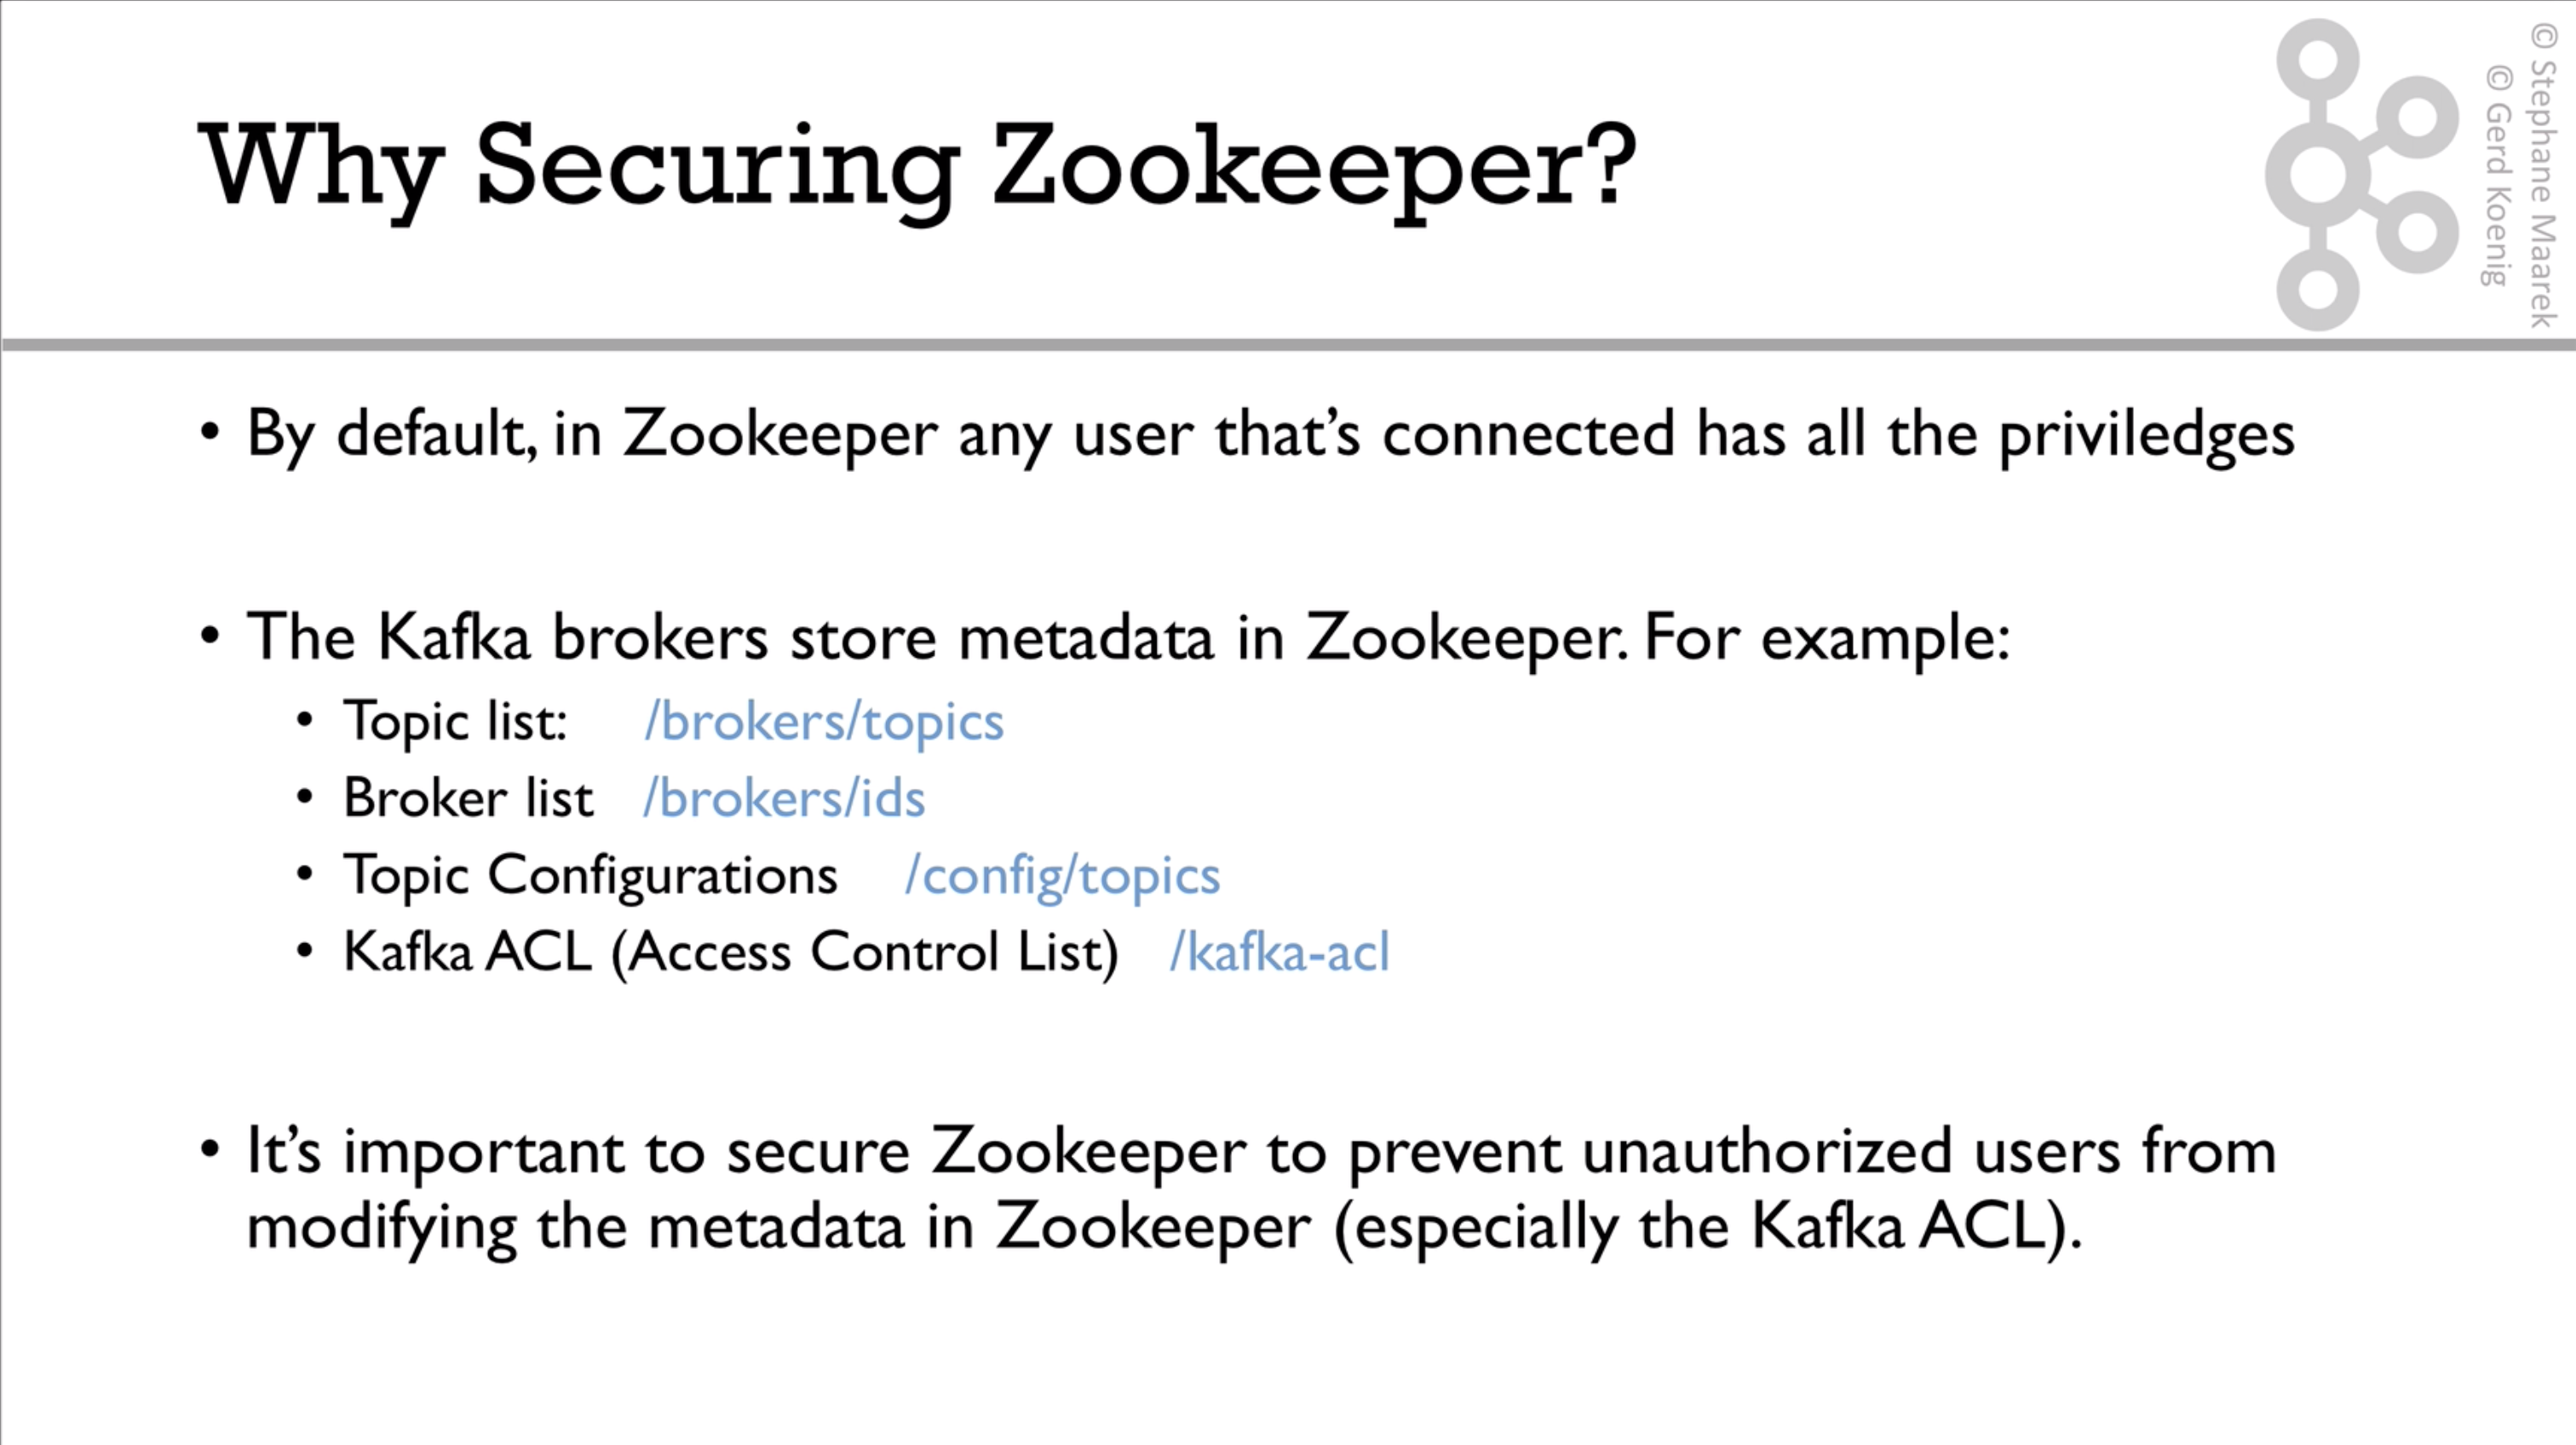 Why Securing Zookeeper?
© Stephane Maarek
© Gerd Koenig
• By default, in Zookeeper any user that’s connected has all the priviledges
• The Kafka brokers store metadata in Zookeeper. For example:
• Topic list: /brokers/topics
• Broker list /brokers/ids
• Topic Configurations /config/topics
• Kafka ACL (Access Control List) /kafka-acl
• It’s important to secure Zookeeper to prevent unauthorized users from
modifying the metadata in Zookeeper (especially the Kafka ACL).